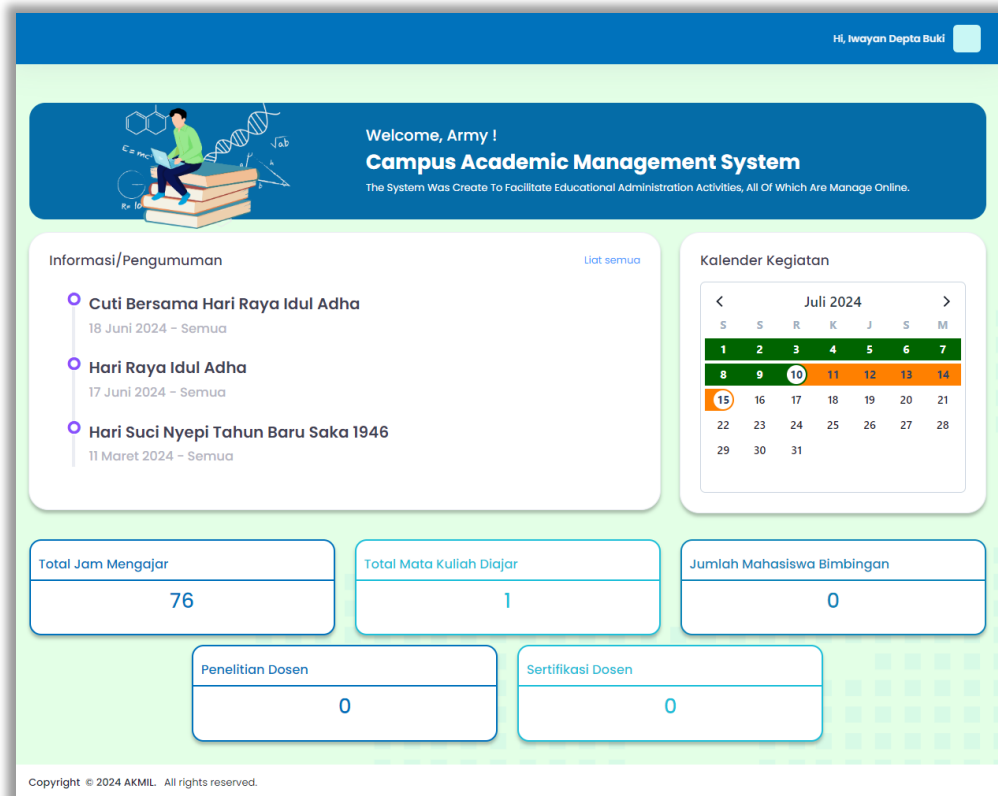 Hi, Iwayan Depta Buki
Welcome, Army !
Campus Academic Management System
The System Was Create To Facilitate Educational Administration Activities, All Of Which Are Manage Online.
Informasi/Pengumuman
Liat semua
Cuti Bersama Hari Raya Idul Adha
18 Juni 2024 - Semua
Hari Raya Idul Adha
17 Juni 2024 - Semua
Hari Suci Nyepi Tahun Baru Saka 1946
11 Maret 2024 - Semua
Kalender Kegiatan
Juli 2024
S S R K J S M
1 2 3 4 5 6 7
8 9 10 11 12 13 14
15 16 17 18 19 20 21
22 23 24 25 26 27 28
29 30 31
Total Jam Mengajar
76
Total Mata Kuliah Diajar
1
Jumlah Mahasiswa Bimbingan
0
Penelitian Dosen
0
Sertifikasi Dosen
0
Copyright © 2024 AKMIL. All rights reserved.